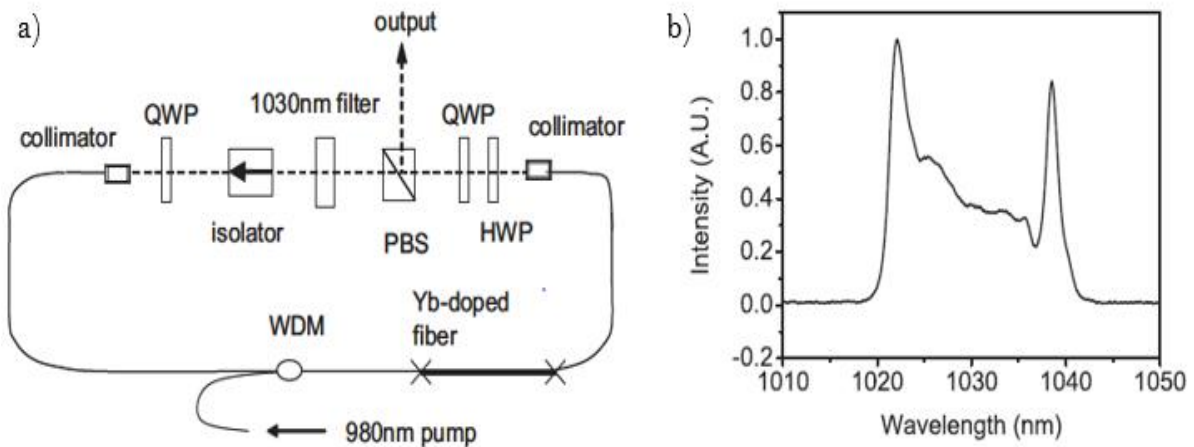 a)
output
QWP
1030nm filter
QWP
collimator
collimator
isolator
PBS
HWP
WDM
Yb-doped
fiber
980nm pump
b)
Intensity (A.U.)
1.0
0.8
0.6
0.4
0.2
0.0
-0.2
1010
1020
1030
1040
1050
Wavelength (nm)